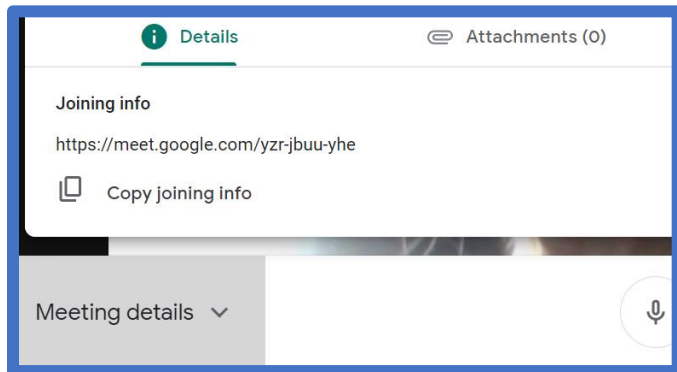 Details
Attachments (0)
Joining info
https://meet.google.com/yzr-jbuu-yhe
Copy joining info
Meeting details